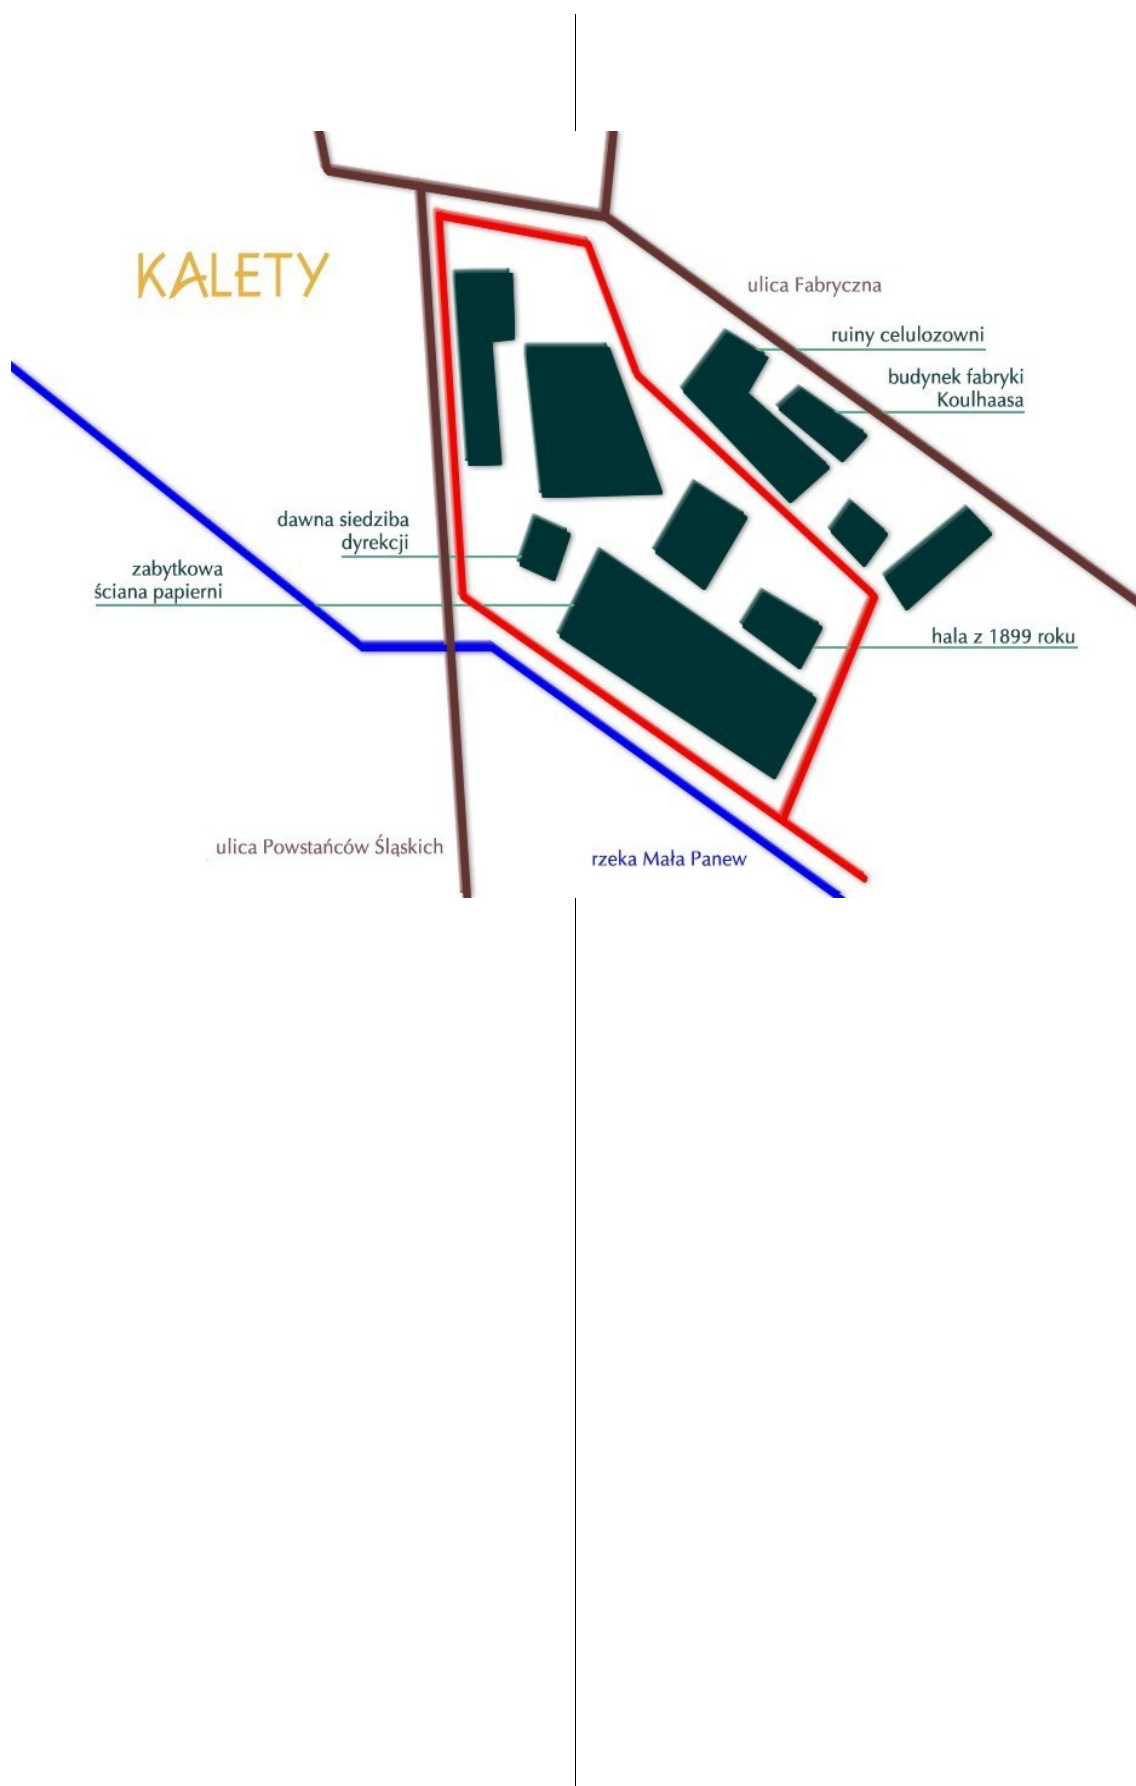 KALETY
ulica Fabryczna
ruiny celulozowni
budynek fabryki
Koulhaasa
dawna siedziba
dyrekcji
zabytkowa
ściana papierni
hala z 1899 roku
ulica Powstańców Śląskich
rzeka Mała Panew